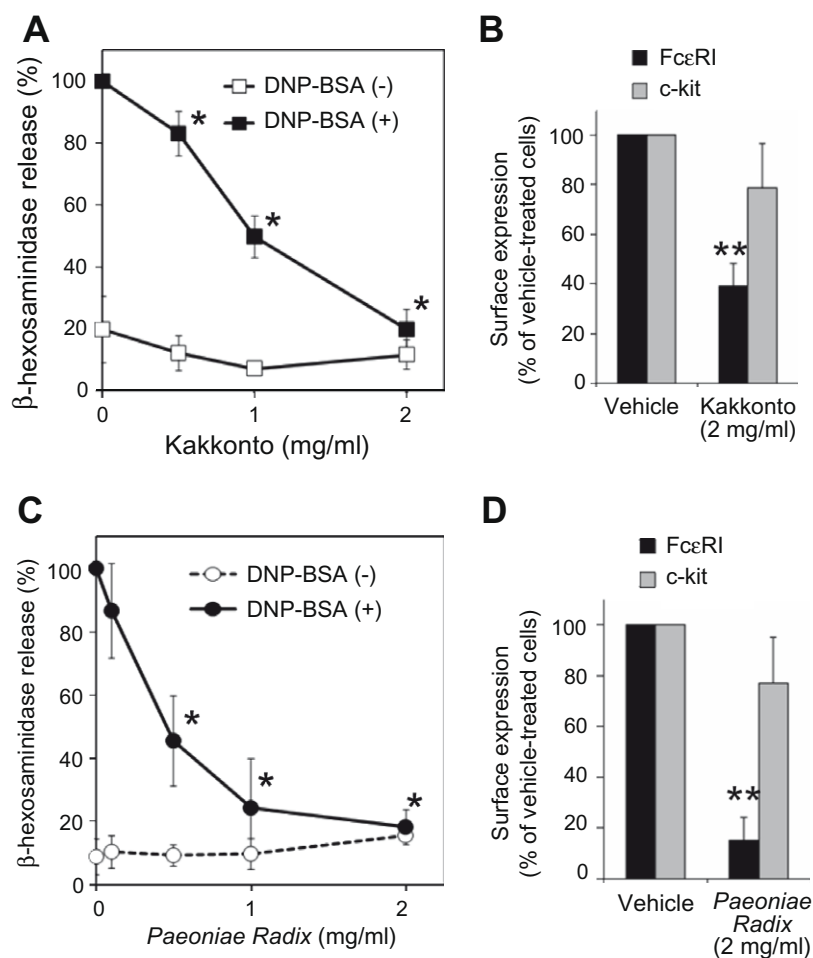 A
β-hexosaminidase release (%)
100
80
60
40
20
0
DNP-BSA (-)
DNP-BSA (+)
*
*
*
0 1 2
Kakkonto (mg/ml)
B
FcεRI
c-kit
Surface expression
(% of vehicle-treated cells)
100
80
60
40
20
0
**
Vehicle Kakkonto
(2 mg/ml)
C
β-hexosaminidase release (%)
100
80
60
40
20
0
DNP-BSA (-)
DNP-BSA (+)
*
*
*
0 1 2
Paeoniae Radix (mg/ml)
D
FcεRI
c-kit
Surface expression
(% of vehicle-treated cells)
100
80
60
40
20
0
**
Vehicle Paeoniae
Radix
(2 mg/ml)